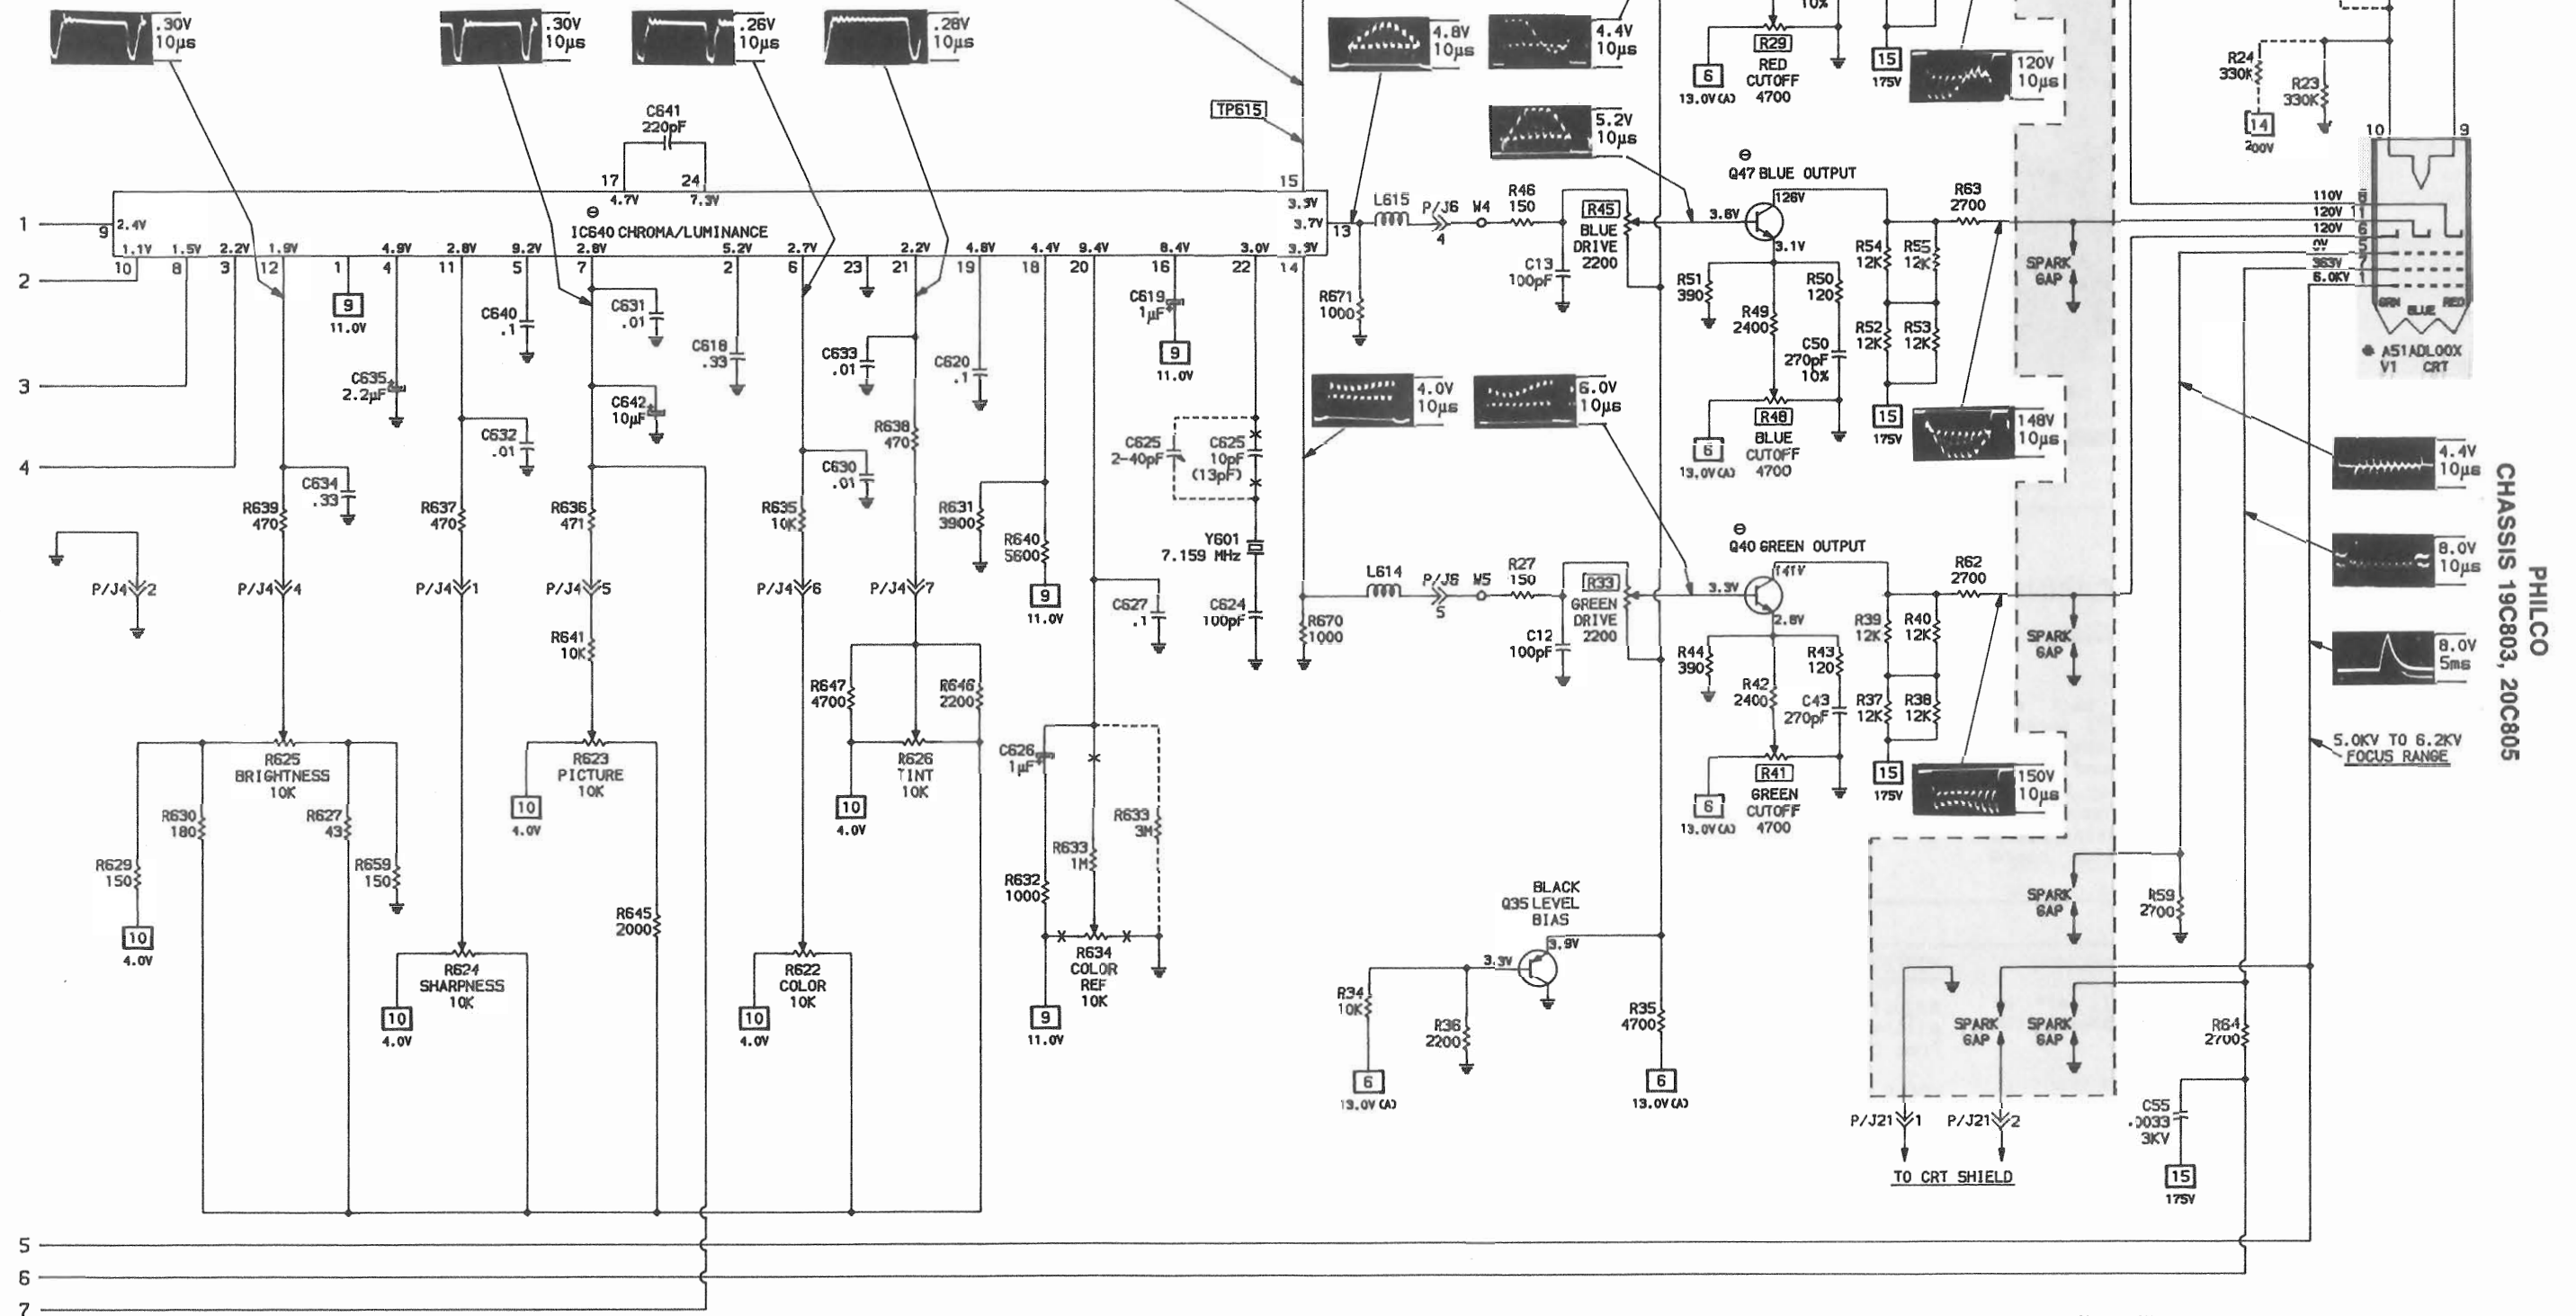 .30V
10µs
.30V
10µs
.26V
10µs
.28V
10µs
4.8V
10µs
4.4V
10µs
10%
R29
RED
CUTOFF
4700
6
13.0V(A)
15
175V
120V
10µs
R24
330K
R23
330K
14
200V
10
9
C641
220pF
17
24
4.7V
7.3V
TP615
15
3.9V
5.2V
10µs
1
9
2.4V
IC640 CHROMA/LUMINANCE
3.7V
13
1.1V
1.5V
2.2V
1.9V
4.9V
2.8V
9.2V
2.8V
5.2V
2.7V
2.2V
4.8V
4.4V
9.4V
8.4V
3.0V
3.9V
10
8
3
12
1
4
11
5
7
2
6
23
21
19
18
20
16
22
14
2
3
4
L615
P/J6
4
W4
R46
150
R45
BLUE
DRIVE
2200
C13
100pF
R671
1000
Q47 BLUE OUTPUT
126V
3.6V
3.1V
R51
390
R49
2400
R50
120
C50
270pF
10%
R48
BLUE
CUTOFF
4700
6
13.0V(A)
R63
2700
R54
12K
R55
12K
R52
12K
R53
12K
15
175V
148V
10µs
SPARK
GAP
110V
120V
120V
0V
363V
6.0KV
8
11
6
5
7
1
GRN
BLUE
RED
A51ADL00X
V1 CRT
9
11.0V
C635
2.2µF
C640
.1
C631
.01
C642
10µF
C618
.33
C633
.01
C620
.1
C619
1µF
9
11.0V
C632
.01
C634
.33
C630
.01
R638
470
C625
2-40pF
C625
10pF
(13pF)
R639
470
R637
470
R636
471
R635
10K
R631
3900
R640
5600
9
11.0V
Y601
7.159 MHz
C624
100pF
C627
.1
P/J4 2
P/J4 4
P/J4 1
P/J4 5
P/J4 6
P/J4 7
R641
10K
R647
4700
R646
2200
4.0V
10µs
6.0V
10µs
L614
P/J6
5
W5
R27
150
R33
GREEN
DRIVE
2200
C12
100pF
R670
1000
Q40 GREEN OUTPUT
141V
3.3V
2.8V
R44
390
R42
2400
R43
120
C43
270pF
R41
GREEN
CUTOFF
4700
6
13.0V(A)
R62
2700
R39
12K
R40
12K
R37
12K
R38
12K
15
175V
150V
10µs
SPARK
GAP
4.4V
10µs
8.0V
10µs
8.0V
5ms
5.0KV TO 6.2KV
FOCUS RANGE
PHILCO
CHASSIS 19C803, 20C805
R625
BRIGHTNESS
10K
R630
180
R627
43
R629
150
R659
150
10
4.0V
R623
PICTURE
10K
10
4.0V
R645
2000
R624
SHARPNESS
10K
10
4.0V
R622
COLOR
10K
10
4.0V
R626
TINT
10K
10
4.0V
C626
1µF
R633
3M
R633
1M
R632
1000
R634
COLOR
REF
10K
9
11.0V
BLACK
Q35 LEVEL
BIAS
3.9V
3.3V
R34
10K
R36
2200
R35
4700
6
13.0V(A)
6
13.0V(A)
SPARK
GAP
R59
2700
SPARK
GAP
SPARK
GAP
R64
2700
P/J21 1
P/J21 2
TO CRT SHIELD
C55
.0033
3KV
15
175V
5
6
7